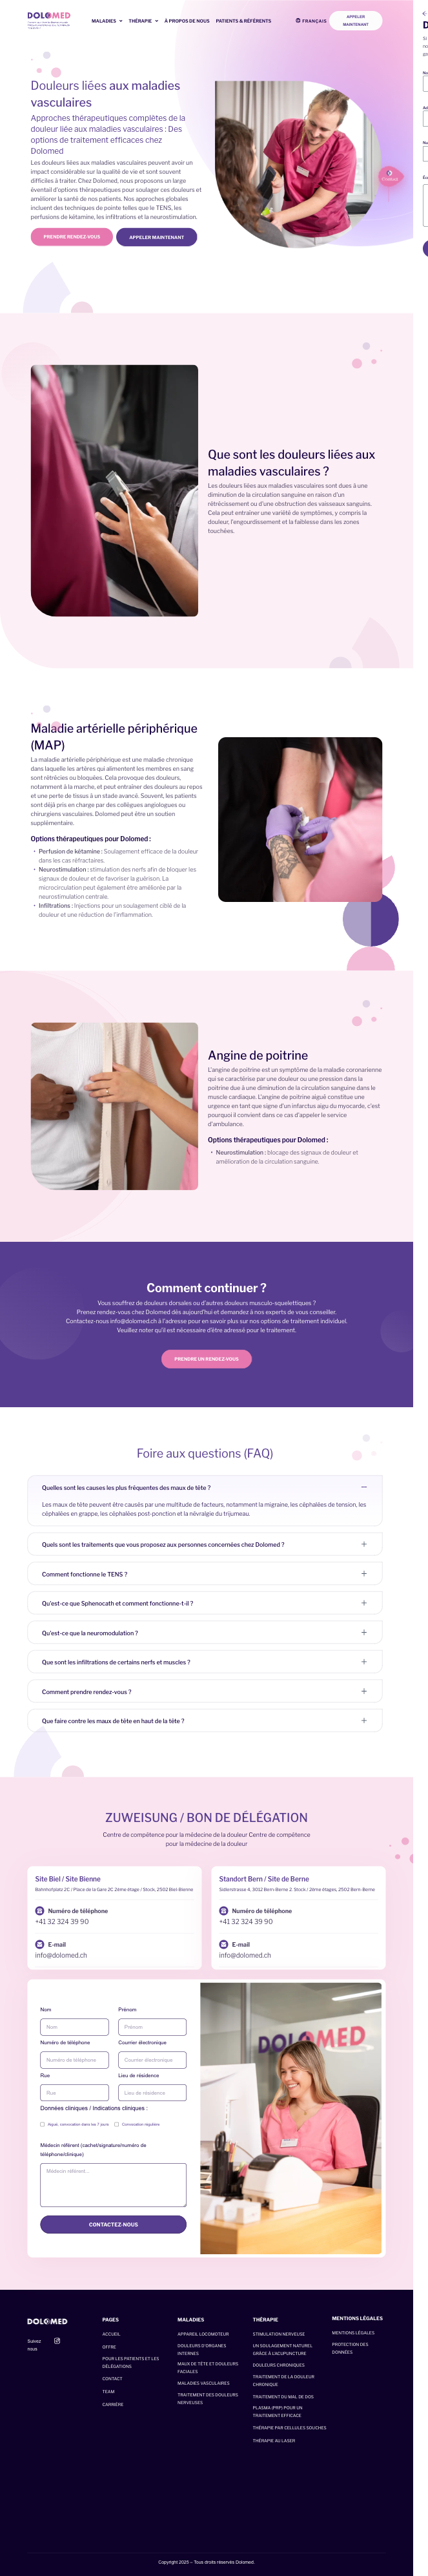 DOLOMED
MALADIES
THÉRAPIE
À PROPOS DE NOUS
PATIENTS & RÉFÉRENTS
FRANÇAIS
APPELER
MAINTENANT
Douleurs liées aux maladies
vasculaires
Approches thérapeutiques complètes de la
douleur liée aux maladies vasculaires : Des
options de traitement efficaces chez
Dolomed
Les douleurs liées aux maladies vasculaires peuvent avoir un
impact considérable sur la qualité de vie et sont souvent
difficiles à traiter. Chez Dolomed, nous proposons un large
éventail d'options thérapeutiques pour soulager ces douleurs et
améliorer la santé de nos patients. Nos approches globales
incluent des techniques de pointe telles que le TENS, les
perfusions de kétamine, les infiltrations et la neurostimulation.
PRENDRE RENDEZ-VOUS
APPELER MAINTENANT
Que sont les douleurs liées aux
maladies vasculaires ?
Les douleurs liées aux maladies vasculaires sont dues à une
diminution de la circulation sanguine en raison d'un
rétrécissement ou d'une obstruction des vaisseaux sanguins.
Cela peut entraîner une variété de symptômes, y compris la
douleur, l'engourdissement et la faiblesse dans les zones
touchées.
Maladie artérielle périphérique
(MAP)
La maladie artérielle périphérique est une maladie chronique
dans laquelle les artères qui alimentent les membres en sang
sont rétrécies ou bloquées. Cela provoque des douleurs,
notamment à la marche, et peut entraîner des douleurs au repos
et une perte de tissus à un stade avancé. Souvent, les patients
sont déjà pris en charge par des collègues angiologues ou
chirurgiens vasculaires. Dolomed peut être un soutien
supplémentaire.
Options thérapeutiques pour Dolomed :
• Perfusion de kétamine : Soulagement efficace de la douleur
dans les cas réfractaires.
• Neurostimulation : stimulation des nerfs afin de bloquer les
signaux de douleur et de favoriser la guérison. La
microcirculation peut également être améliorée par la
neurostimulation centrale.
• Infiltrations : Injections pour un soulagement ciblé de la
douleur et une réduction de l'inflammation.
Angine de poitrine
L'angine de poitrine est un symptôme de la maladie coronarienne
qui se caractérise par une douleur ou une pression dans la
poitrine due à un diminution de la circulation sanguine dans le
muscle cardiaque. L'angine de poitrine aiguë constitue une
urgence en tant que signe d'un infarctus aigu du myocarde, c'est
pourquoi il convient dans ce cas d'appeler le service
d'ambulance.
Options thérapeutiques pour Dolomed :
• Neurostimulation : blocage des signaux de douleur et
amélioration de la circulation sanguine.
Comment continuer ?
Vous souffrez de douleurs dorsales ou d'autres douleurs musculo-squelettiques ?
Prenez rendez-vous chez Dolomed dès aujourd'hui et demandez à nos experts de vous conseiller.
Contactez-nous info@dolomed.ch à l'adresse pour en savoir plus sur nos options de traitement individuel.
Veuillez noter qu'il est nécessaire d'être adressé pour le traitement.
PRENDRE UN RENDEZ-VOUS
Foire aux questions (FAQ)
Quelles sont les causes les plus fréquentes des maux de tête ?
Les maux de tête peuvent être causés par une multitude de facteurs, notamment la migraine, les céphalées de tension, les
céphalées en grappe, les céphalées post-ponction et la névralgie du trijumeau.
Quels sont les traitements que vous proposez aux personnes concernées chez Dolomed ?
Comment fonctionne le TENS ?
Qu'est-ce que Sphenocath et comment fonctionne-t-il ?
Qu'est-ce que la neuromodulation ?
Que sont les infiltrations de certains nerfs et muscles ?
Comment prendre rendez-vous ?
Que faire contre les maux de tête en haut de la tête ?
ZUWEISUNG / BON DE DÉLÉGATION
Centre de compétence pour la médecine de la douleur Centre de compétence
pour la médecine de la douleur
Site Biel / Site Bienne
Bahnhofplatz 2C / Place de la Gare 2C 2ème étage / Stock, 2502 Biel-Bienne
Numéro de téléphone
+41 32 324 39 90
E-mail
info@dolomed.ch
Standort Bern / Site de Berne
Seilerstrasse 4, 3012 Bern-Berne 2. Stock / 2ème étages, 2502 Bern-Berne
Numéro de téléphone
+41 32 324 39 90
E-mail
info@dolomed.ch
Nom
Prénom
Nom
Prénom
Numéro de téléphone
Courrier électronique
Numéro de téléphone
Courrier électronique
Rue
Lieu de résidence
Rue
Lieu de résidence
Données cliniques / Indications cliniques :
Aiguë, convocation dans les 7 jours
Convocation régulière
Médecin référent (cachet/signature/numéro de
téléphone/clinique)
Médecin référent...
CONTACTEZ-NOUS
DOLOMED
DOLOMED
Suivez
nous
PAGES
ACCUEIL
OFFRE
POUR LES PATIENTS ET LES
DÉLÉGATIONS
CONTACT
TEAM
CARRIÈRE
MALADIES
APPAREIL LOCOMOTEUR
DOULEURS D'ORGANES
INTERNES
MAUX DE TÊTE ET DOULEURS
FACIALES
MALADIES VASCULAIRES
TRAITEMENT DES DOULEURS
NERVEUSES
THÉRAPIE
STIMULATION NERVEUSE
UN SOULAGEMENT NATUREL
GRÂCE À L'ACUPUNCTURE
DOULEURS CHRONIQUES
TRAITEMENT DE LA DOULEUR
CHRONIQUE
TRAITEMENT DU MAL DE DOS
PLASMA (PRP) POUR UN
TRAITEMENT EFFICACE
THÉRAPIE PAR CELLULES SOUCHES
THÉRAPIE AU LASER
MENTIONS LÉGALES
MENTIONS LÉGALES
PROTECTION DES
DONNÉES
Copyright 2025 – Tous droits réservés Dolomed.